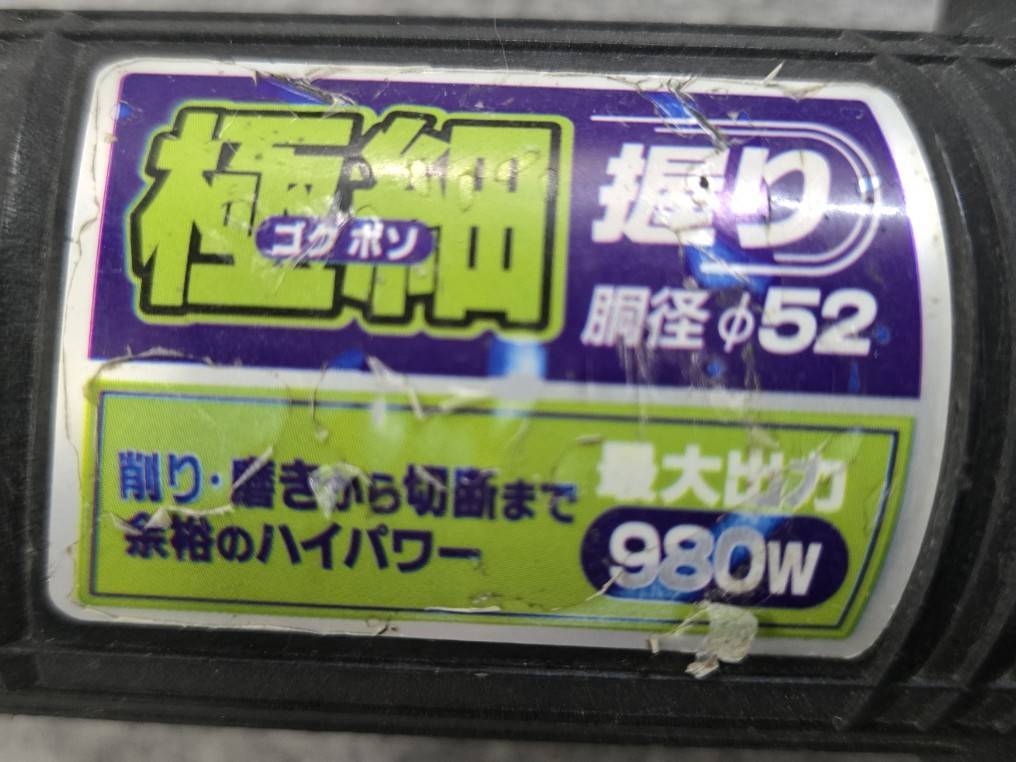 極細
ゴクボソ
握り
胴径φ52
削り・磨きから切断まで
余裕のハイパワー
最大出力
980W